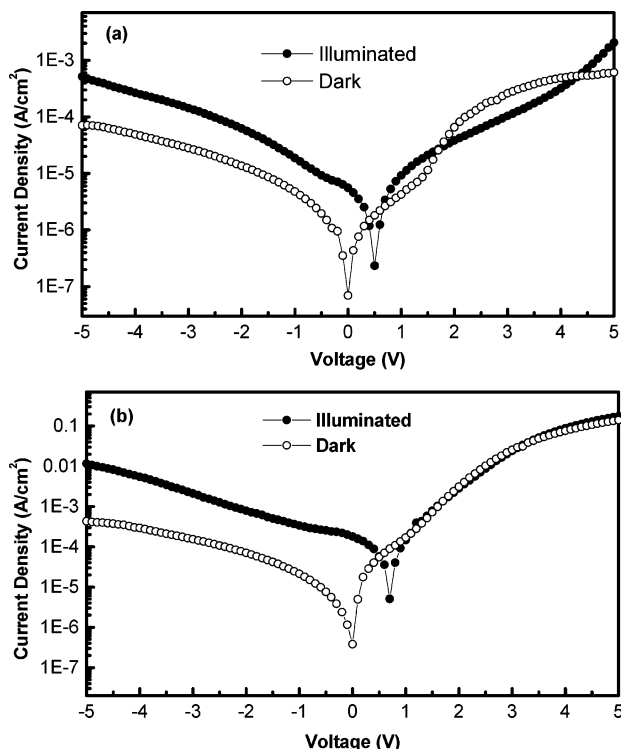 (a)
Illuminated
Dark
1E-3
1E-4
1E-5
1E-6
1E-7
Current Density (A/cm²)
-5 -4 -3 -2 -1 0 1 2 3 4 5
Voltage (V)
(b)
Illuminated
Dark
0.1
0.01
1E-3
1E-4
1E-5
1E-6
1E-7
Current Density (A/cm²)
-5 -4 -3 -2 -1 0 1 2 3 4 5
Voltage (V)